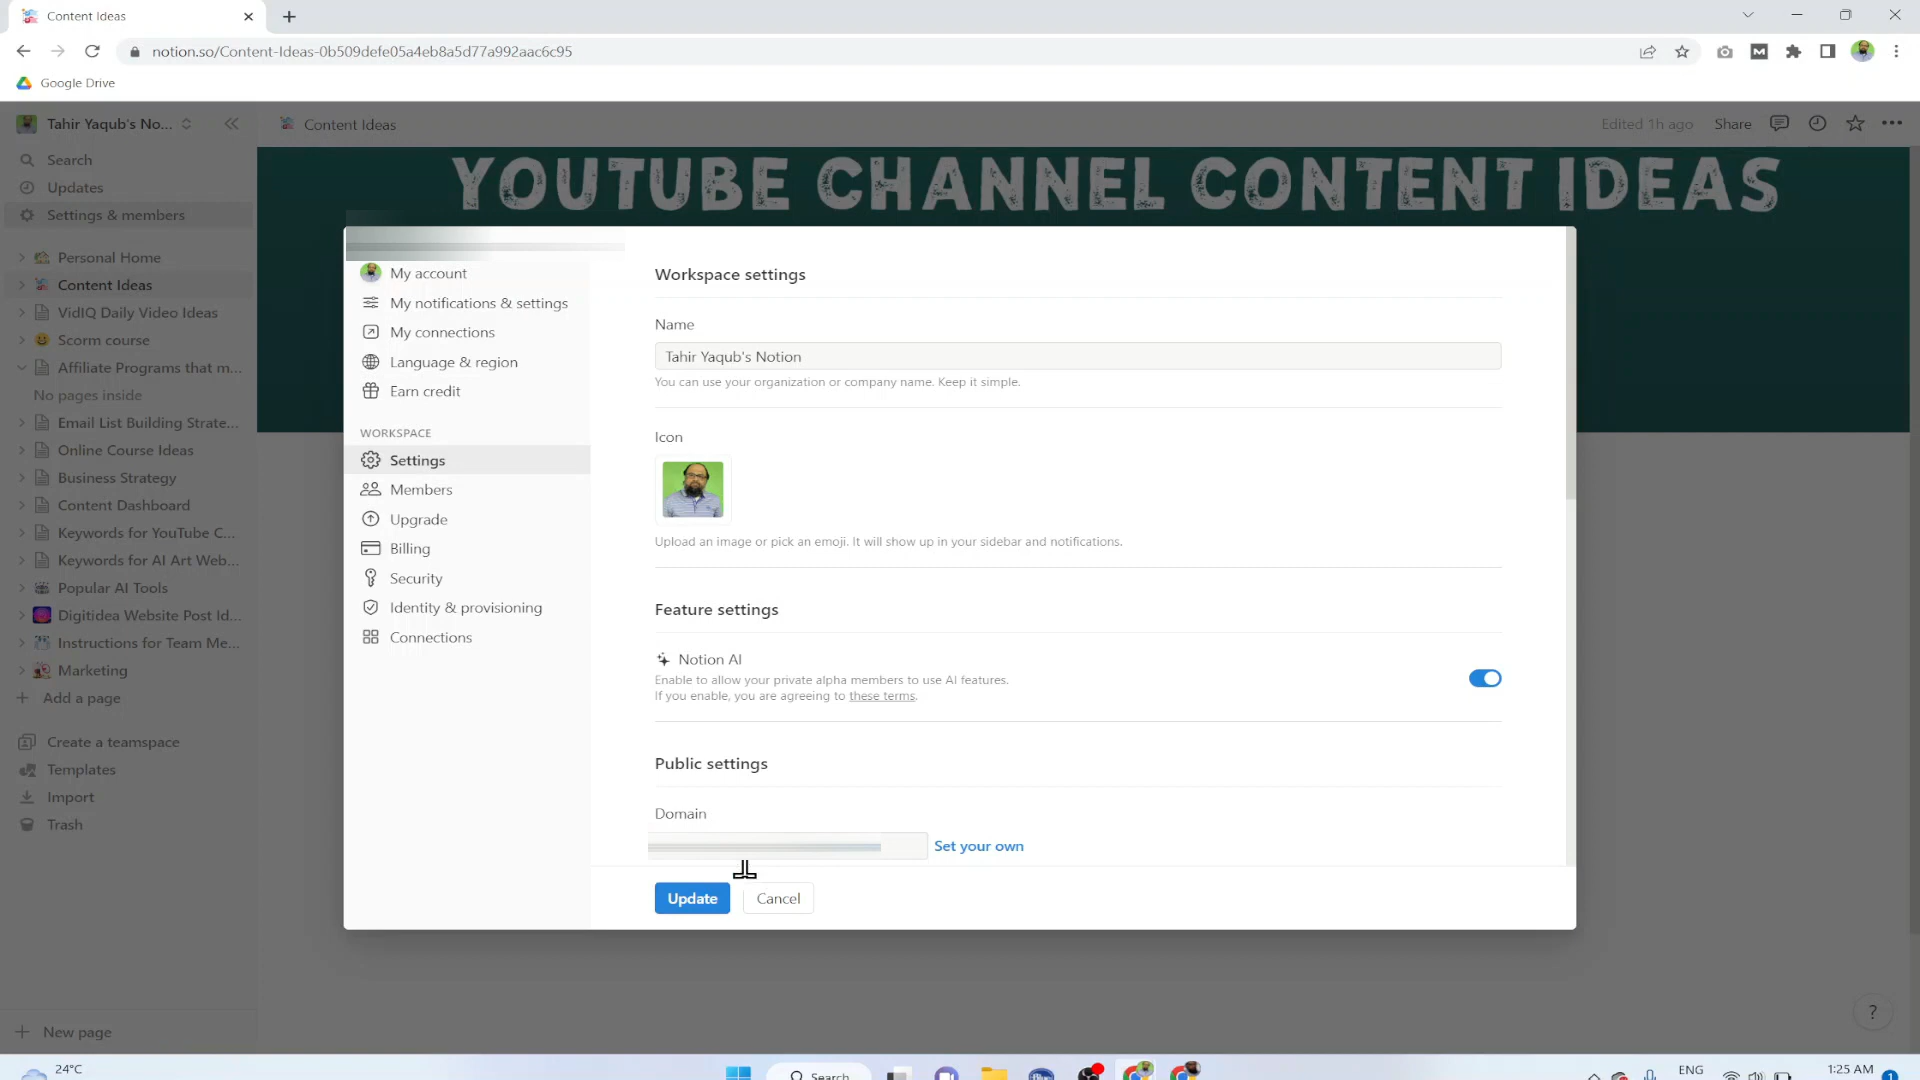 Content Ideas
notion.so/Content-Ideas-0b509defe05a4eb8a5d77a992aac6c95
Google Drive
Tahir Yaqub's No...
Content Ideas
Edited 1h ago
Share
Search
Updates
Settings & members
YOUTUBE CHANNEL CONTENT IDEAS
Personal Home
Content Ideas
VidIQ Daily Video Ideas
Scorm course
Affiliate Programs that m...
No pages inside
Email List Building Strate...
Online Course Ideas
Business Strategy
Content Dashboard
Keywords for YouTube C...
Keywords for AI Art Web...
Popular AI Tools
Digitidea Website Post Id...
Instructions for Team Me...
Marketing
Add a page
Create a teamspace
Templates
Import
Trash
New page
My account
My notifications & settings
My connections
Language & region
Earn credit
WORKSPACE
Settings
Members
Upgrade
Billing
Security
Identity & provisioning
Connections
Workspace settings
Name
Tahir Yaqub's Notion
You can use your organization or company name. Keep it simple.
Icon
Upload an image or pick an emoji. It will show up in your sidebar and notifications.
Feature settings
Notion AI
Enable to allow your private alpha members to use AI features.
If you enable, you are agreeing to these terms.
Public settings
Domain
Set your own
Update
Cancel
?
24°C
Search
ENG
1:25 AM
1